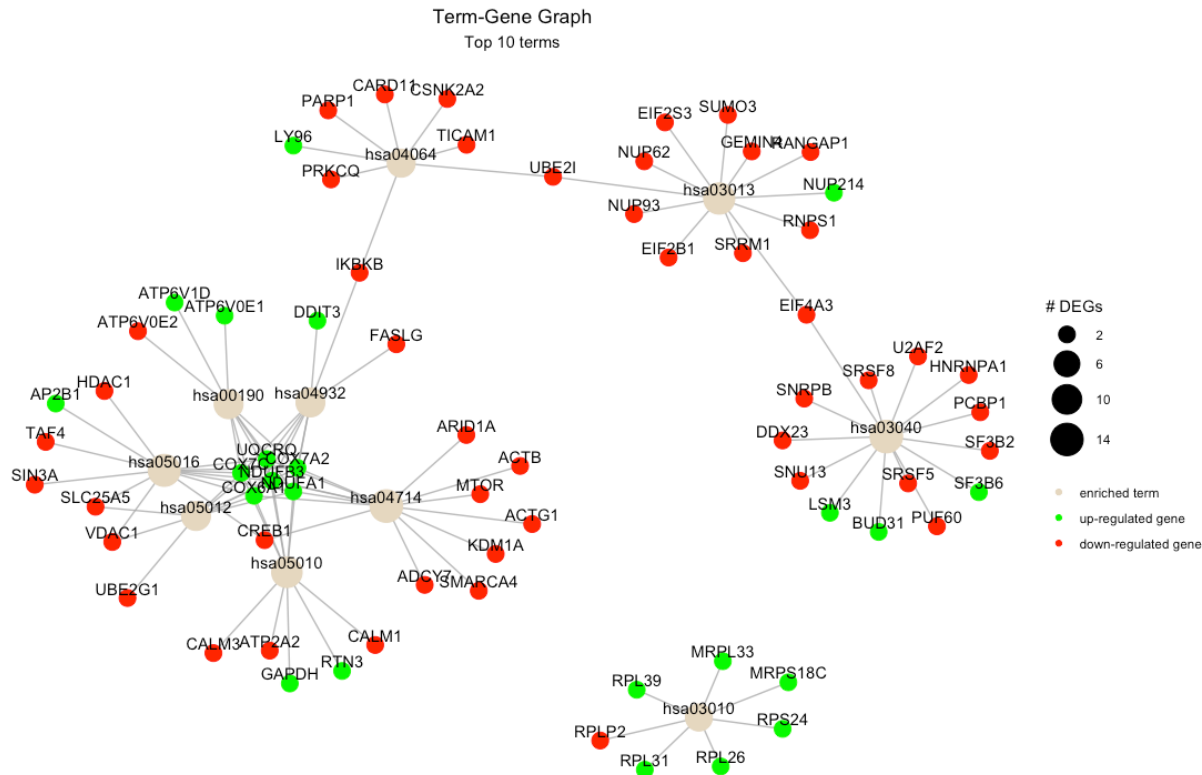 Term-Gene Graph
Top 10 terms
CARD11
CSNK2A2
PARP1
LY96
TICAM1
hsa04064
PRKCQ
UBE2I
EIF2S3
SUMO3
GEMIN4
RANGAP1
NUP62
hsa03013
NUP214
NUP93
RNPS1
EIF2B1
SRRM1
IKBKB
ATP6V1D
ATP6V0E1
DDIT3
ATP6V0E2
FASLG
EIF4A3
# DEGs
2
6
10
14
enriched term
up-regulated gene
down-regulated gene
HDAC1
AP2B1
hsa00190
hsa04932
TAF4
ARID1A
UQCRQ
COX7C
COX7A2
NDUFB3
hsa05016
SIN3A
COX6A1
NDUFA1
ACTB
SLC25A5
hsa05012
hsa04714
MTOR
ACTG1
VDAC1
CREB1
KDM1A
hsa05010
ADCY7
SMARCA4
UBE2G1
CALM3
ATP2A2
CALM1
RTN3
GAPDH
U2AF2
SRSF8
HNRNPA1
SNRPB
PCBP1
DDX23
hsa03040
SF3B2
SNU13
SRSF5
SF3B6
LSM3
BUD31
PUF60
MRPL33
RPL39
MRPS18C
hsa03010
RPLP2
RPS24
RPL31
RPL26